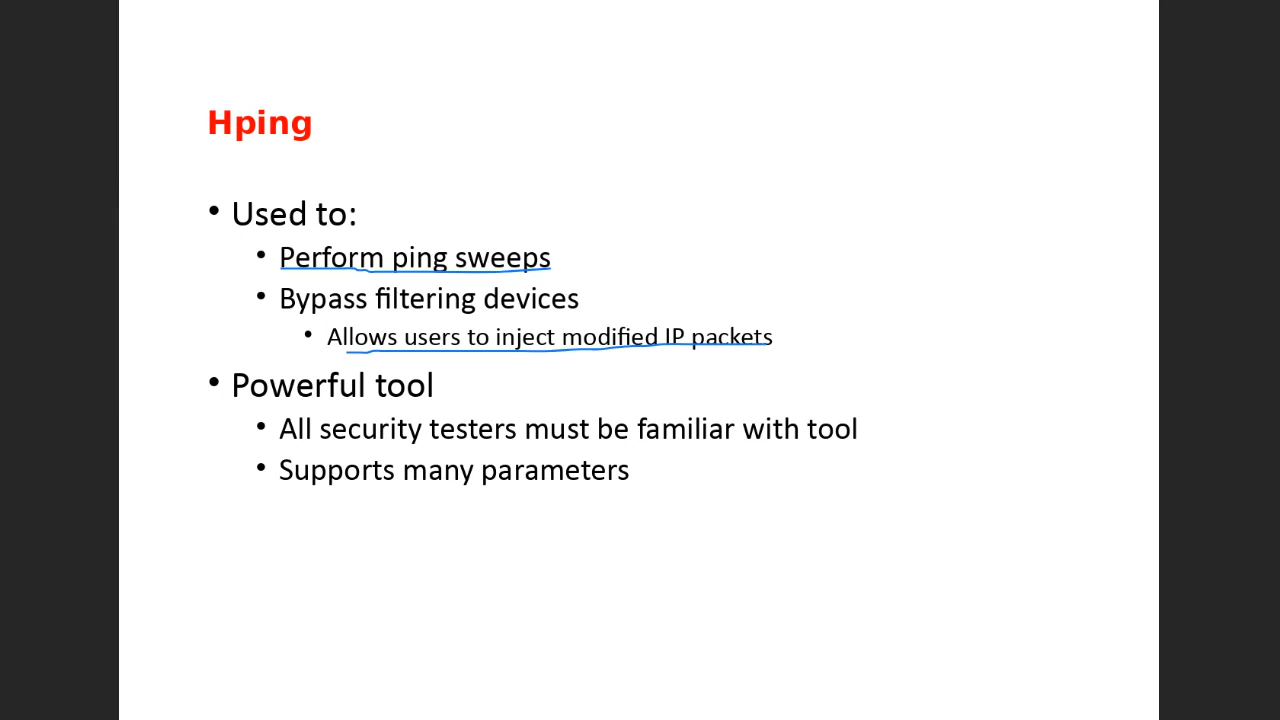 Hping
• Used to:
• Perform ping sweeps
• Bypass filtering devices
• Allows users to inject modified IP packets
• Powerful tool
• All security testers must be familiar with tool
• Supports many parameters